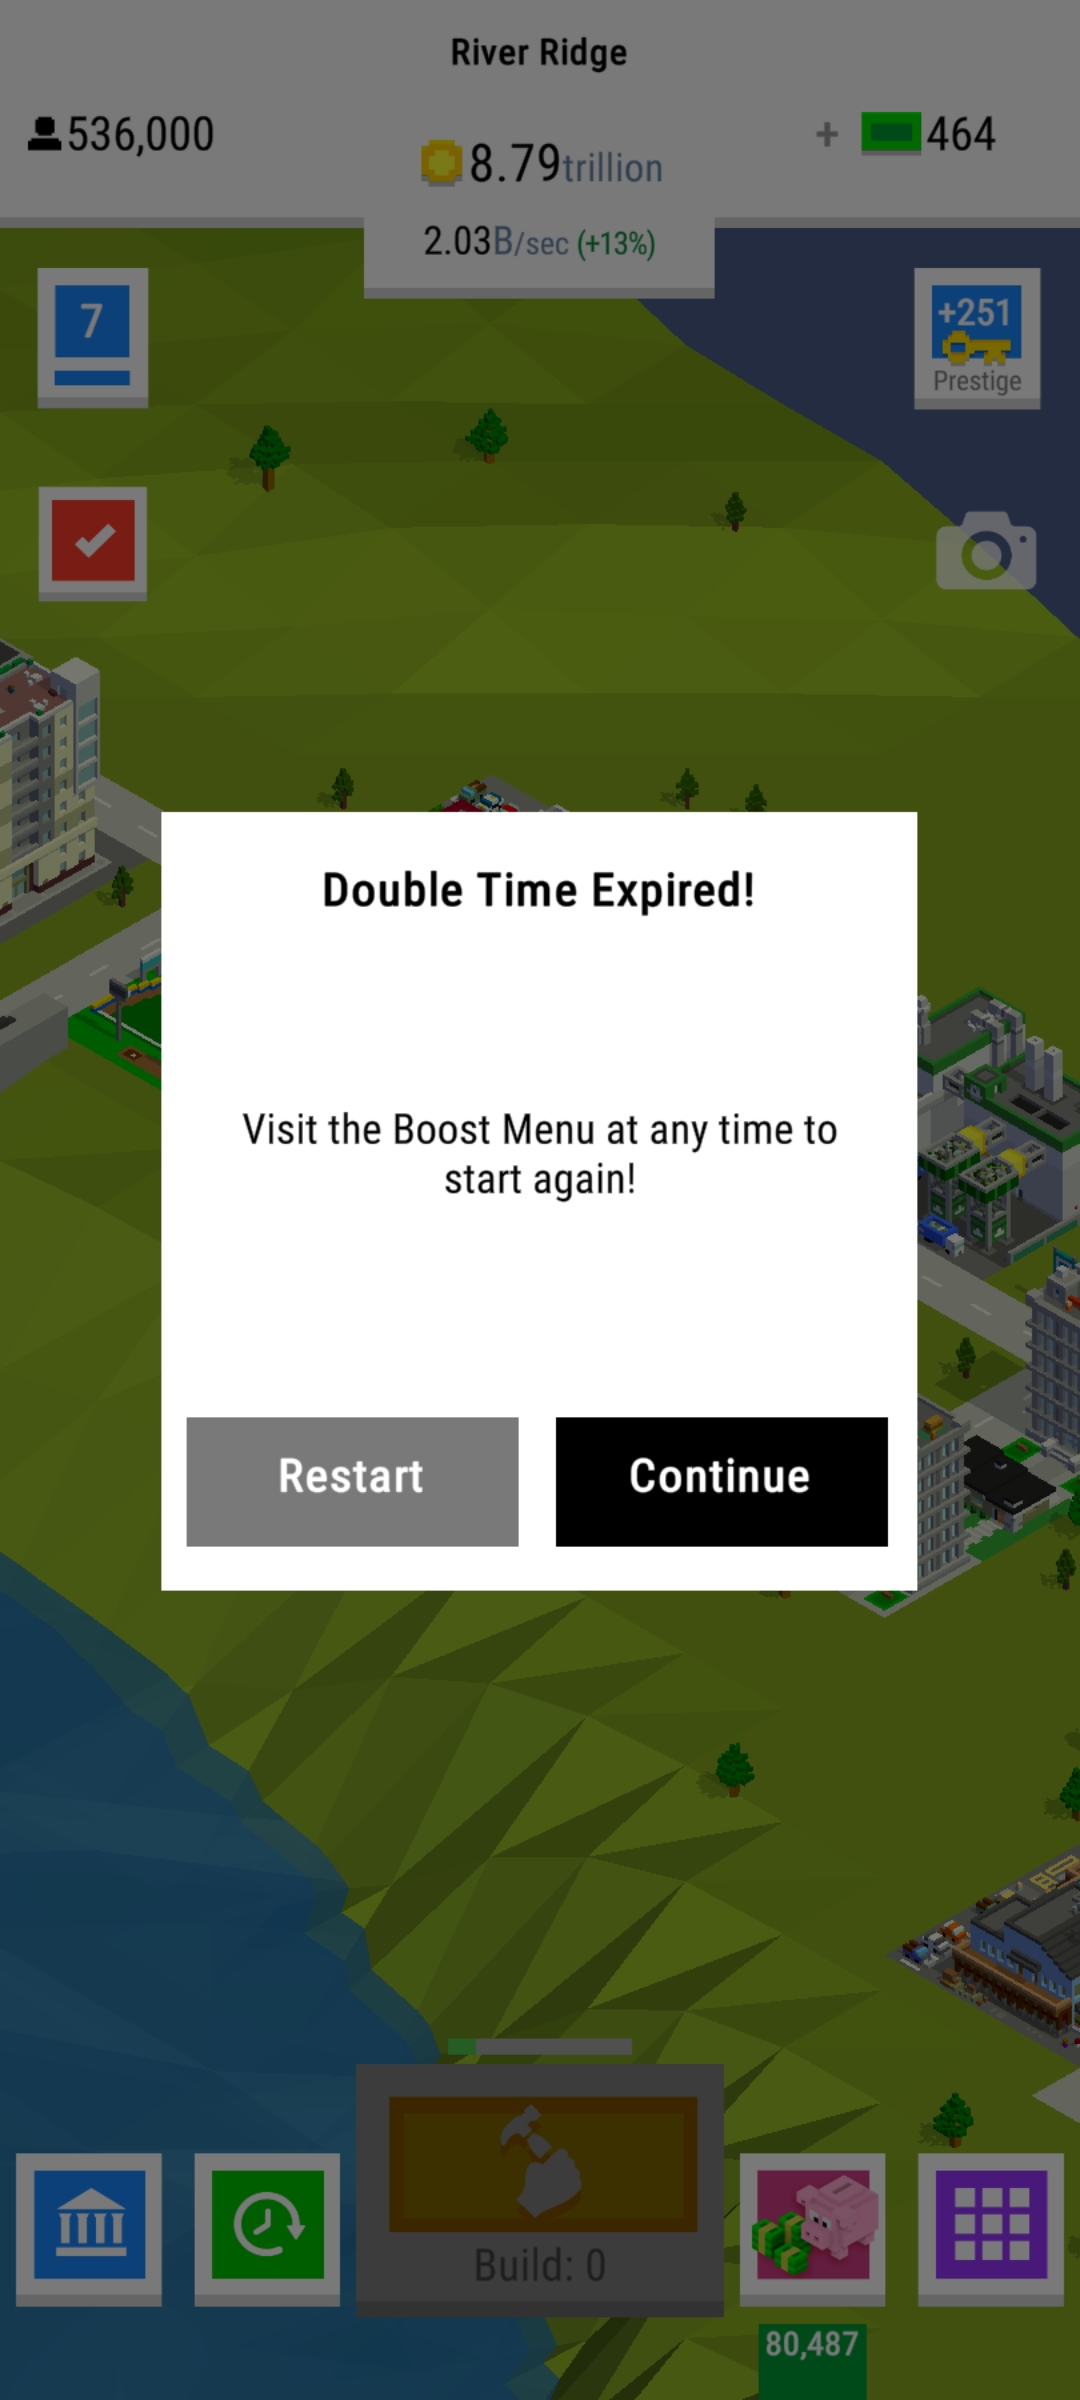 River Ridge
536,000
8.79trillion
+ 464
2.03B/sec (+13%)
7
+251
Prestige
Double Time Expired!
Visit the Boost Menu at any time to
start again!
Restart
Continue
Build: 0
80,487